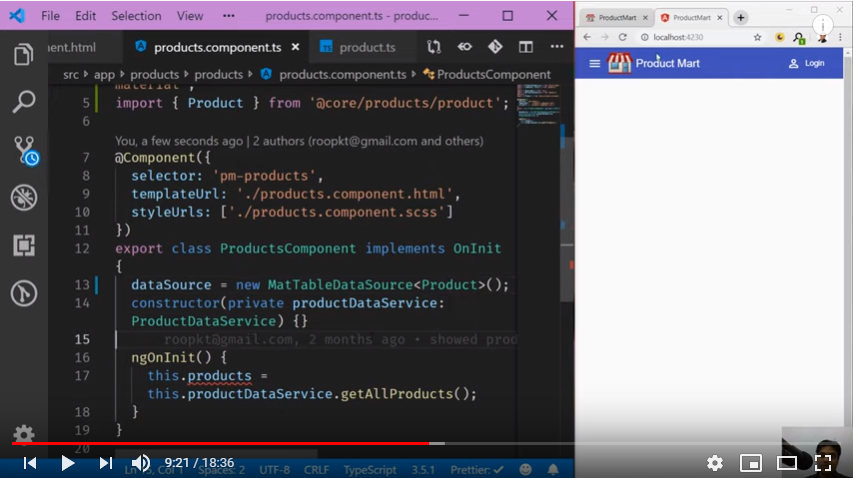 File Edit Selection View ··· products.component.ts - produc...
ent.html products.component.ts × product.ts
src > app > products > products > products.component.ts > ProductsComponent
material';
5 import { Product } from '@core/products/product';
6
You, a few seconds ago | 2 authors (roopkt@gmail.com and others)
7 @Component({
8 selector: 'pm-products',
9 templateUrl: './products.component.html',
10 styleUrls: ['./products.component.scss']
11 })
12 export class ProductsComponent implements OnInit
{
13 dataSource = new MatTableDataSource<Product>();
14 constructor(private productDataService:
ProductDataService) {}
15 roopkt@gmail.com, 2 months ago • showed prod
16 ngOnInit() {
17 this.products =
this.productDataService.getAllProducts();
18 }
19 }
20
Ln 15, Col 1 Spaces: 2 UTF-8 CRLF TypeScript 3.5.1 Prettier: ✓
9:21 / 18:36
ProductMart × ProductMart × +
localhost:4230
Product Mart Login